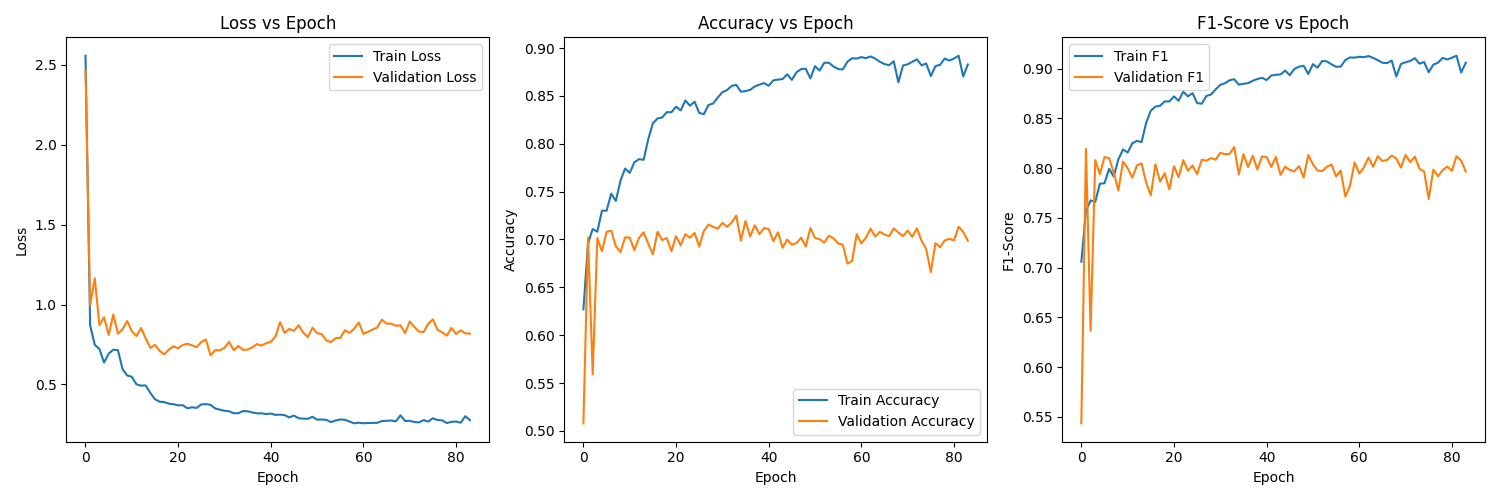 Loss vs Epoch
Train Loss
Validation Loss
2.5
2.0
1.5
1.0
0.5
Loss
0
20
40
60
80
Epoch
Accuracy vs Epoch
0.90
0.85
0.80
0.75
0.70
0.65
0.60
0.55
0.50
Accuracy
Train Accuracy
Validation Accuracy
0
20
40
60
80
Epoch
F1-Score vs Epoch
Train F1
Validation F1
0.90
0.85
0.80
0.75
0.70
0.65
0.60
0.55
F1-Score
0
20
40
60
80
Epoch